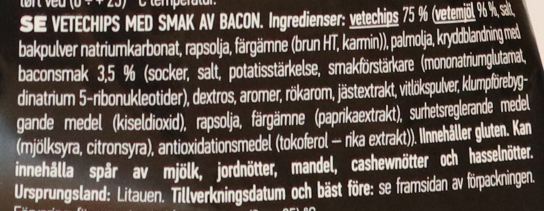 SE VETECHIPS MED SMAK AV BACON. Ingredienser: vetechips 75 % (vetemjöl 96 %, salt,
bakpulver natriumkarbonat, rapsolja, färgämne (brun HT, karmin)), palmolja, kryddblandning med
baconsmak 3,5 % (socker, salt, potatisstärkelse, smakförstärkare (mononatriumglutamat,
dinatrium 5-ribonukleotider), dextros, aromer, rökarom, jästextrakt, vitlökspulver, klumpförebyg-
gande medel (kiseldioxid), rapsolja, färgämne (paprikaextrakt), surhetsreglerande medel
(mjölksyra, citronsyra), antioxidationsmedel (tokoferol – rika extrakt)). IInnehåller gluten. Kan
innehålla spår av mjölk, jordnötter, mandel, cashewnötter och hasselnötter.
Ursprungsland: Litauen. Tillverkningsdatum och bäst före: se framsidan av förpackningen.